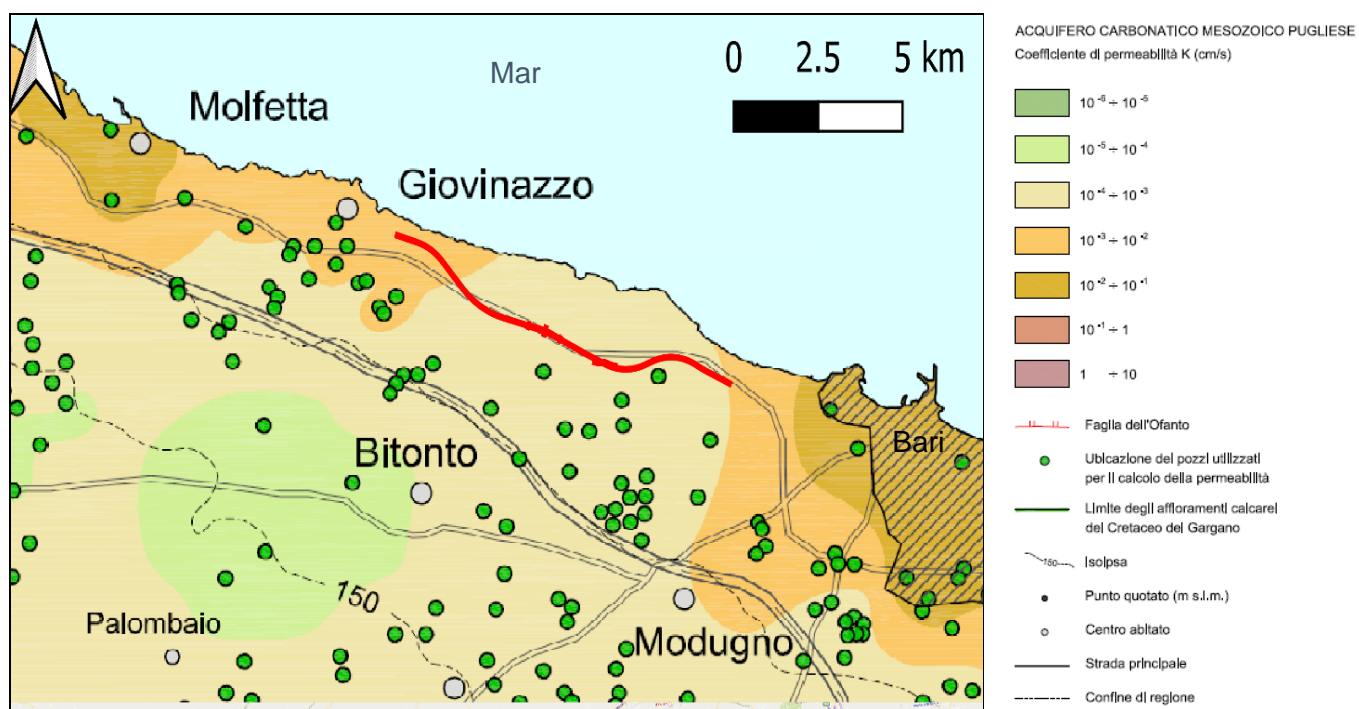 Mar
0 2.5 5 km
Molfetta
Giovinazzo
Bitonto
Bari
150
Palombaio
Modugno
ACQUIFERO CARBONATICO MESOZOICO PUGLIESE
Coefficiente di permeabilità K (cm/s)
10⁻⁶ ÷ 10⁻⁵
10⁻⁵ ÷ 10⁻⁴
10⁻⁴ ÷ 10⁻³
10⁻³ ÷ 10⁻²
10⁻² ÷ 10⁻¹
10⁻¹ ÷ 1
1 ÷ 10
Faglia dell'Ofanto
Ubicazione dei pozzi utilizzati
per il calcolo della permeabilità
Limite degli affioramenti calcarei
del Cretaceo del Gargano
150
Isoipsa
Punto quotato (m s.l.m.)
Centro abitato
Strada principale
Confine di regione